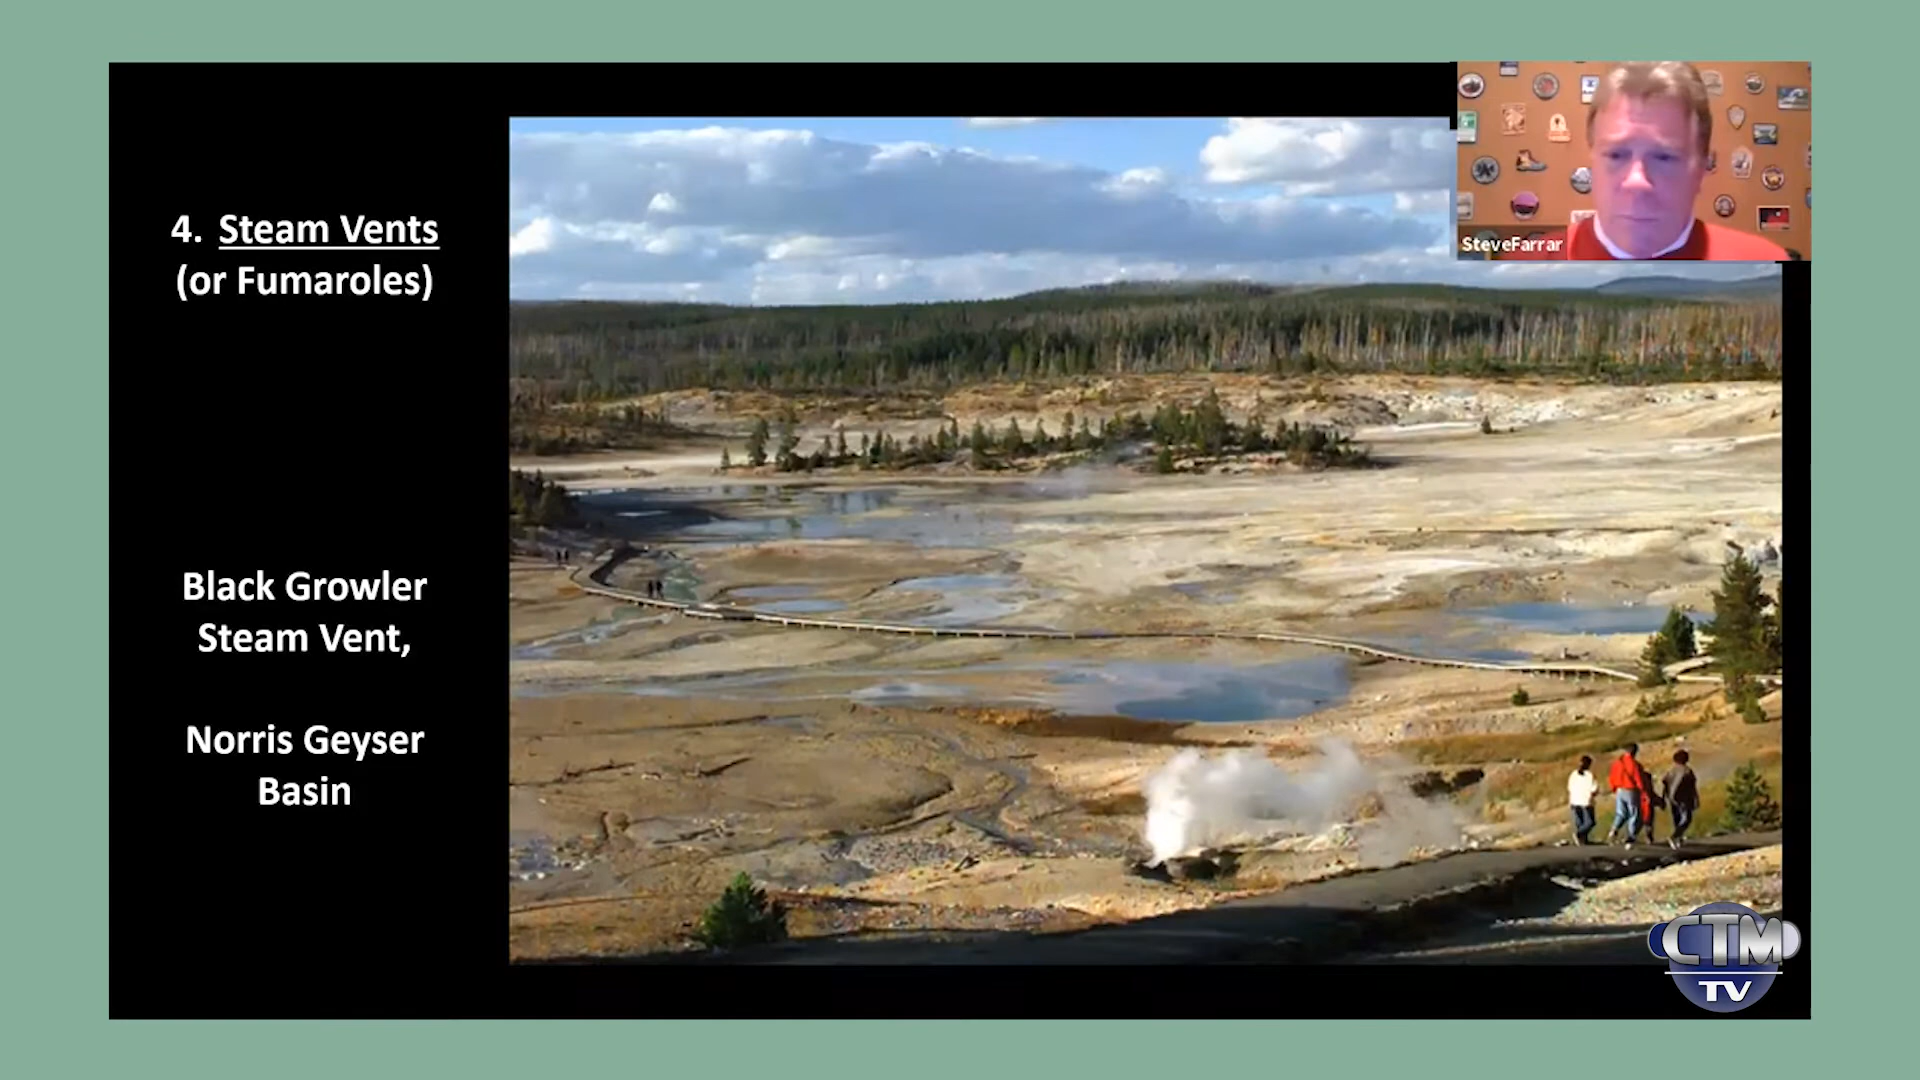 4. Steam Vents
(or Fumaroles)
Black Growler
Steam Vent,
Norris Geyser
Basin
SteveFarrar
CTM
TV